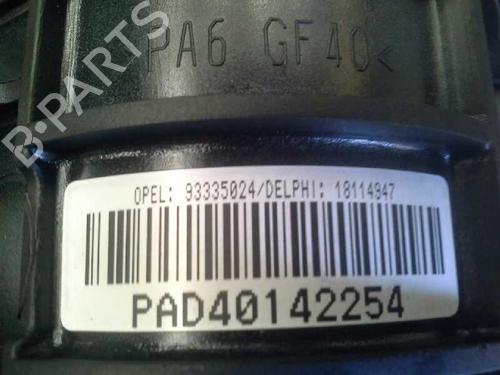 PA6 GF40<
B-PARTS
OPEL: 93335024/DELPHI: 18114947
PAD40142254